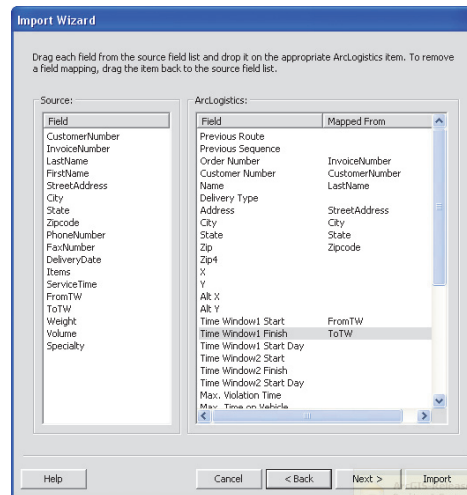 Import Wizard
Drag each field from the source field list and drop it on the appropriate ArcLogistics item. To remove
a field mapping, drag the item back to the source field list.
Source:
Field
CustomerNumber
InvoiceNumber
LastName
FirstName
StreetAddress
City
State
Zipcode
PhoneNumber
FaxNumber
DeliveryDate
Items
ServiceTime
FromTW
ToTW
Weight
Volume
Specialty
ArcLogistics:
Field Mapped From
Previous Route
Previous Sequence
Order Number InvoiceNumber
Customer Number CustomerNumber
Name LastName
Delivery Type
Address StreetAddress
City City
State State
Zip Zipcode
Zip4
X
Y
Alt X
Alt Y
Time Window1 Start FromTW
Time Window1 Finish ToTW
Time Window1 Start Day
Time Window2 Start
Time Window2 Finish
Time Window2 Start Day
Max. Violation Time
Max. Time on Vehicle
Help Cancel < Back Next > Import